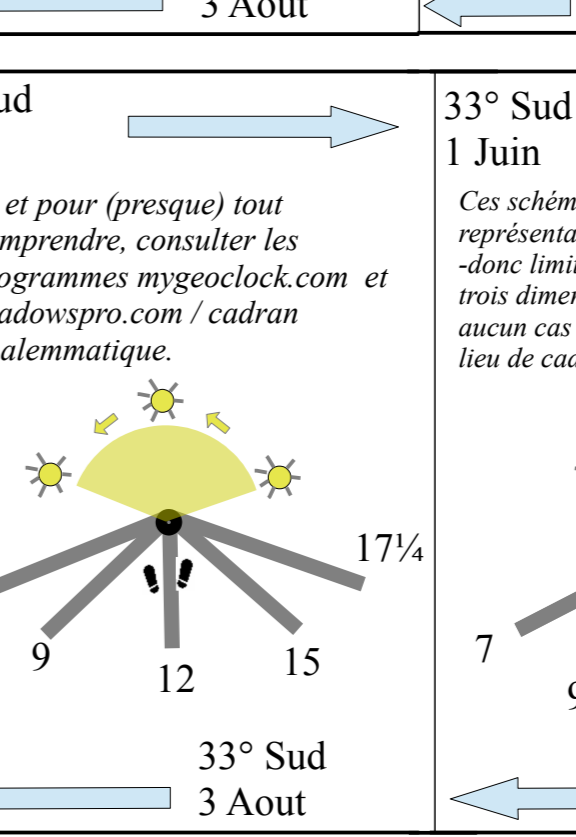 3 Aout
ud
et pour (presque) tout
mprendre, consulter les
ogrammes mygeoclock.com et
adowspro.com / cadran
alemmatique.
17¼
9
12
15
33° Sud
3 Aout
33° Sud
1 Juin
Ces schém
représenta
-donc limit
trois dimen
aucun cas
lieu de cad
7
9